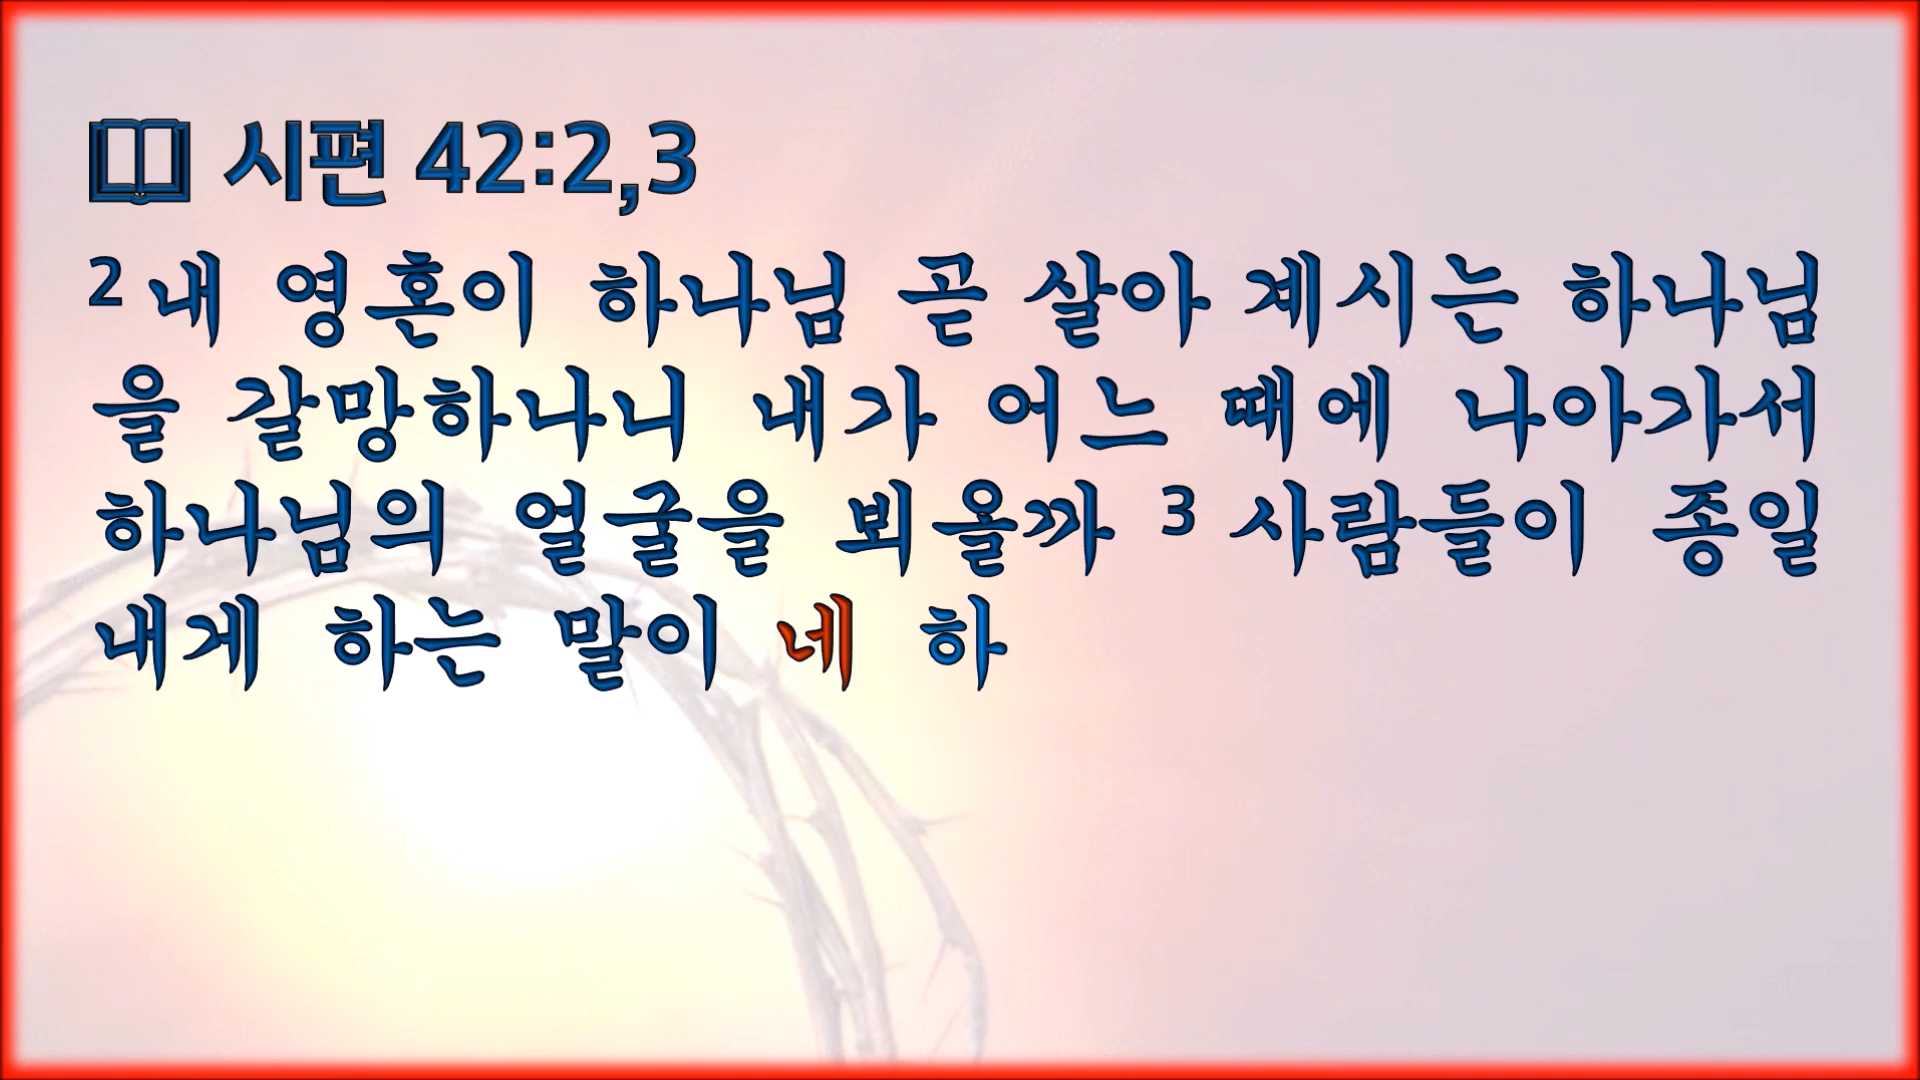 시편 42:2,3
2 내 영혼이 하나님 곧 살아 계시는 하나님
을 갈망하나니 내가 어느 때에 나아가서
하나님의 얼굴을 뵈올까 3 사람들이 종일
내게 하는 말이 네 하